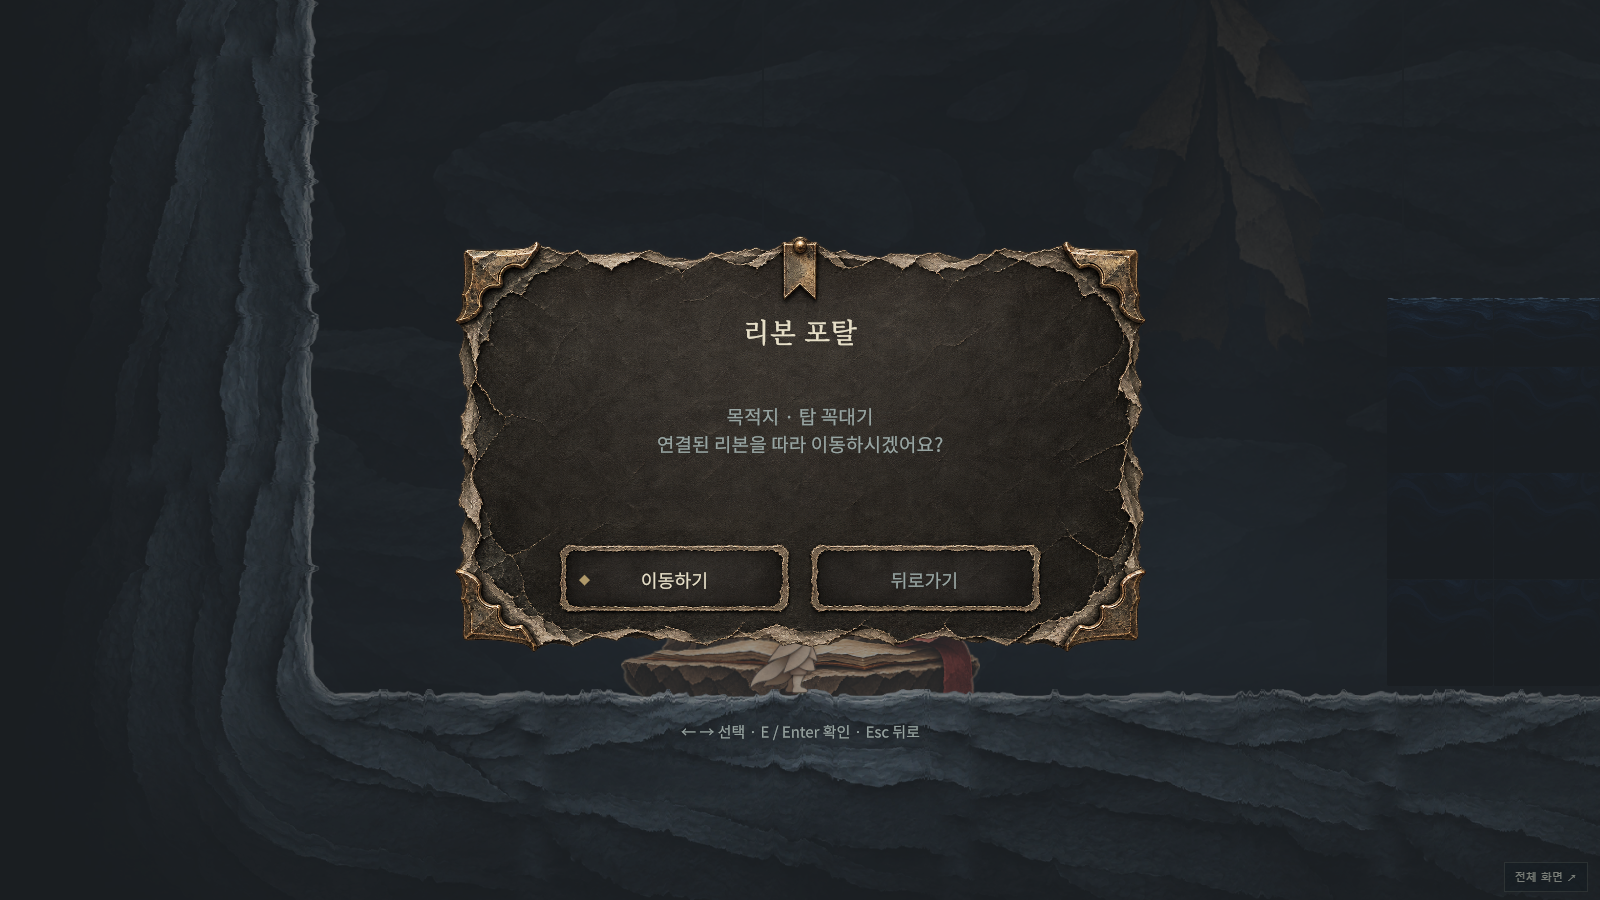 리본 포탈
목적지 · 탑 꼭대기
연결된 리본을 따라 이동하시겠어요?
이동하기
뒤로가기
←→ 선택 · E / Enter 확인 · Esc 뒤로
전체 화면 ↗